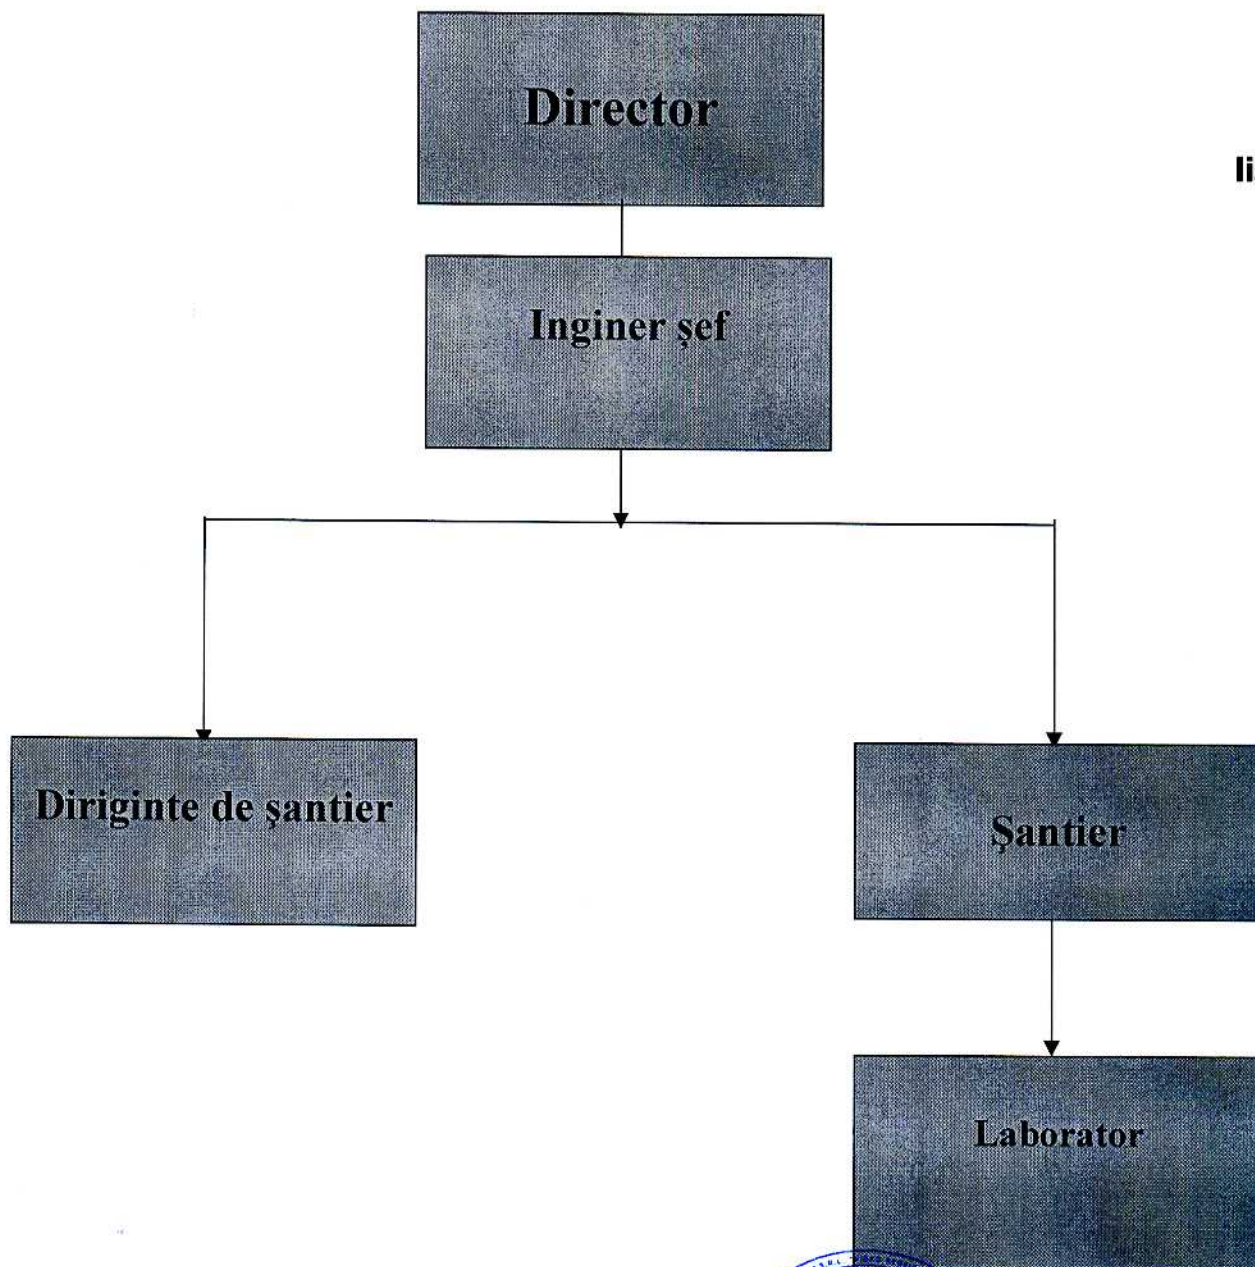 Director
Inginer șef
Diriginte de șantier
Șantier
Laborator